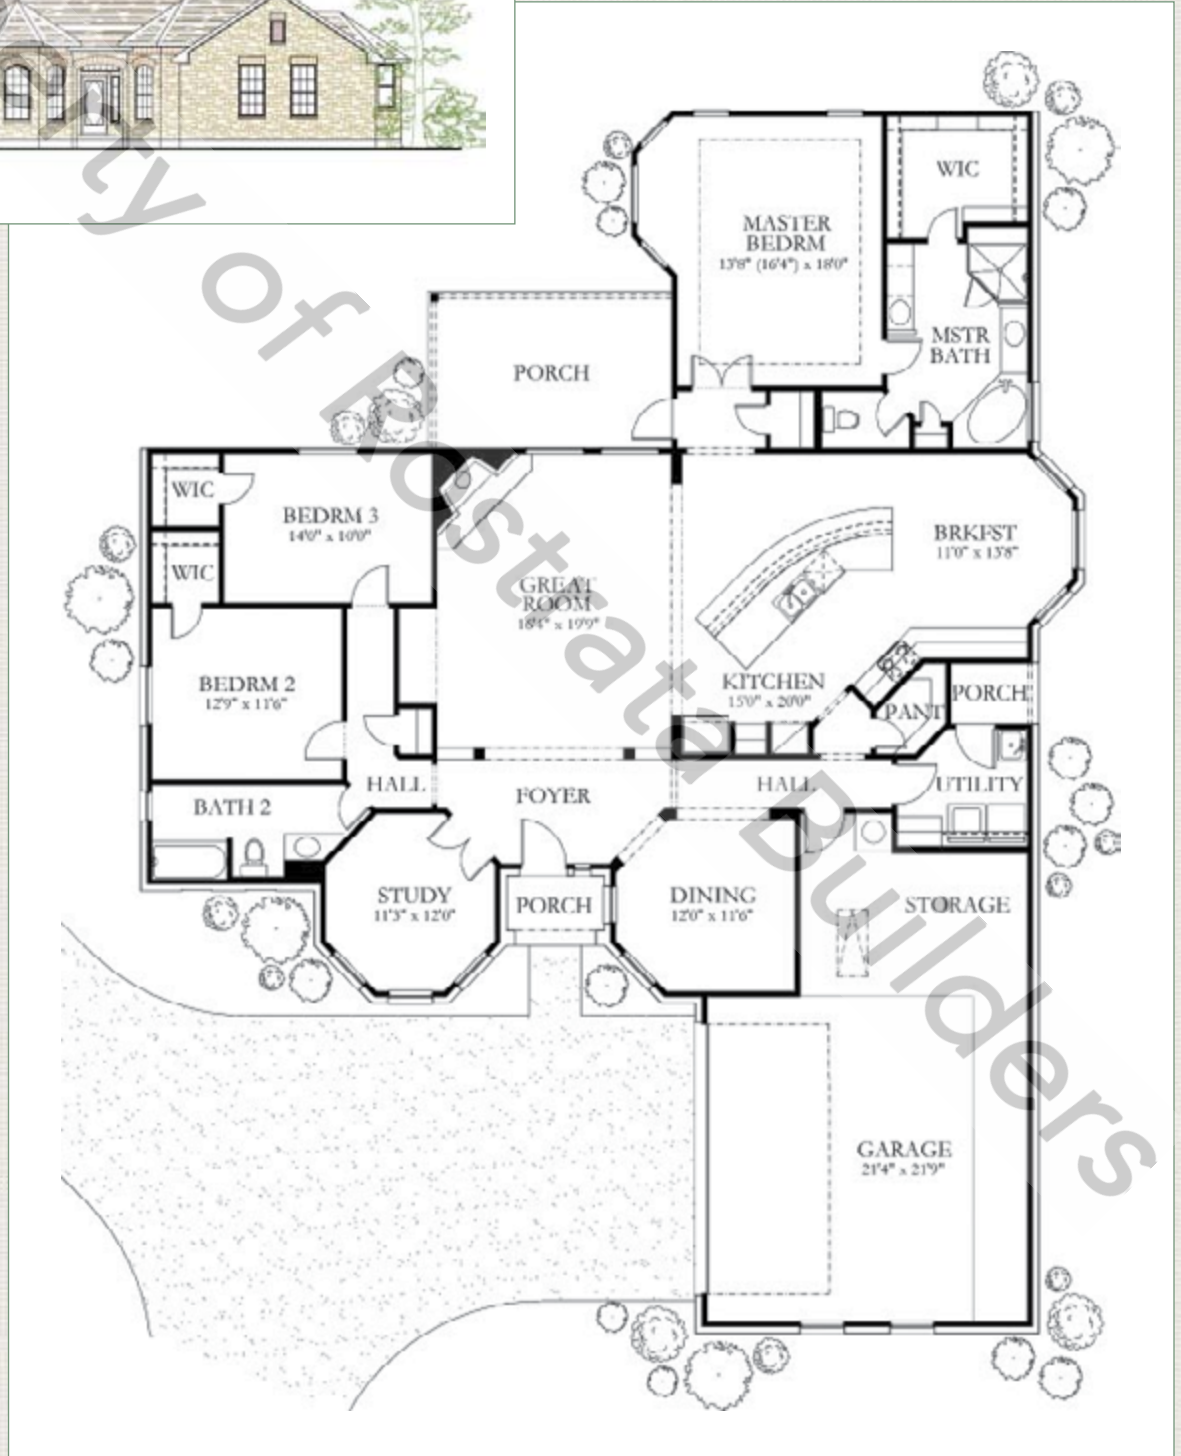 WIC
MASTER
BEDRM
13'8" (16'4") x 18'0"
MSTR
BATH
PORCH
WIC
BEDRM 3
14'0" x 10'0"
BRKFST
11'0" x 13'8"
WIC
GREAT
ROOM
18'4" x 19'9"
BEDRM 2
12'9" x 11'6"
KITCHEN
15'0" x 20'0"
PORCH
PANT
HALL
HALL
UTILITY
FOYER
BATH 2
STUDY
11'3" x 12'0"
PORCH
DINING
12'0" x 11'6"
STORAGE
GARAGE
21'4" x 21'9"
erty of Rostrata Builders